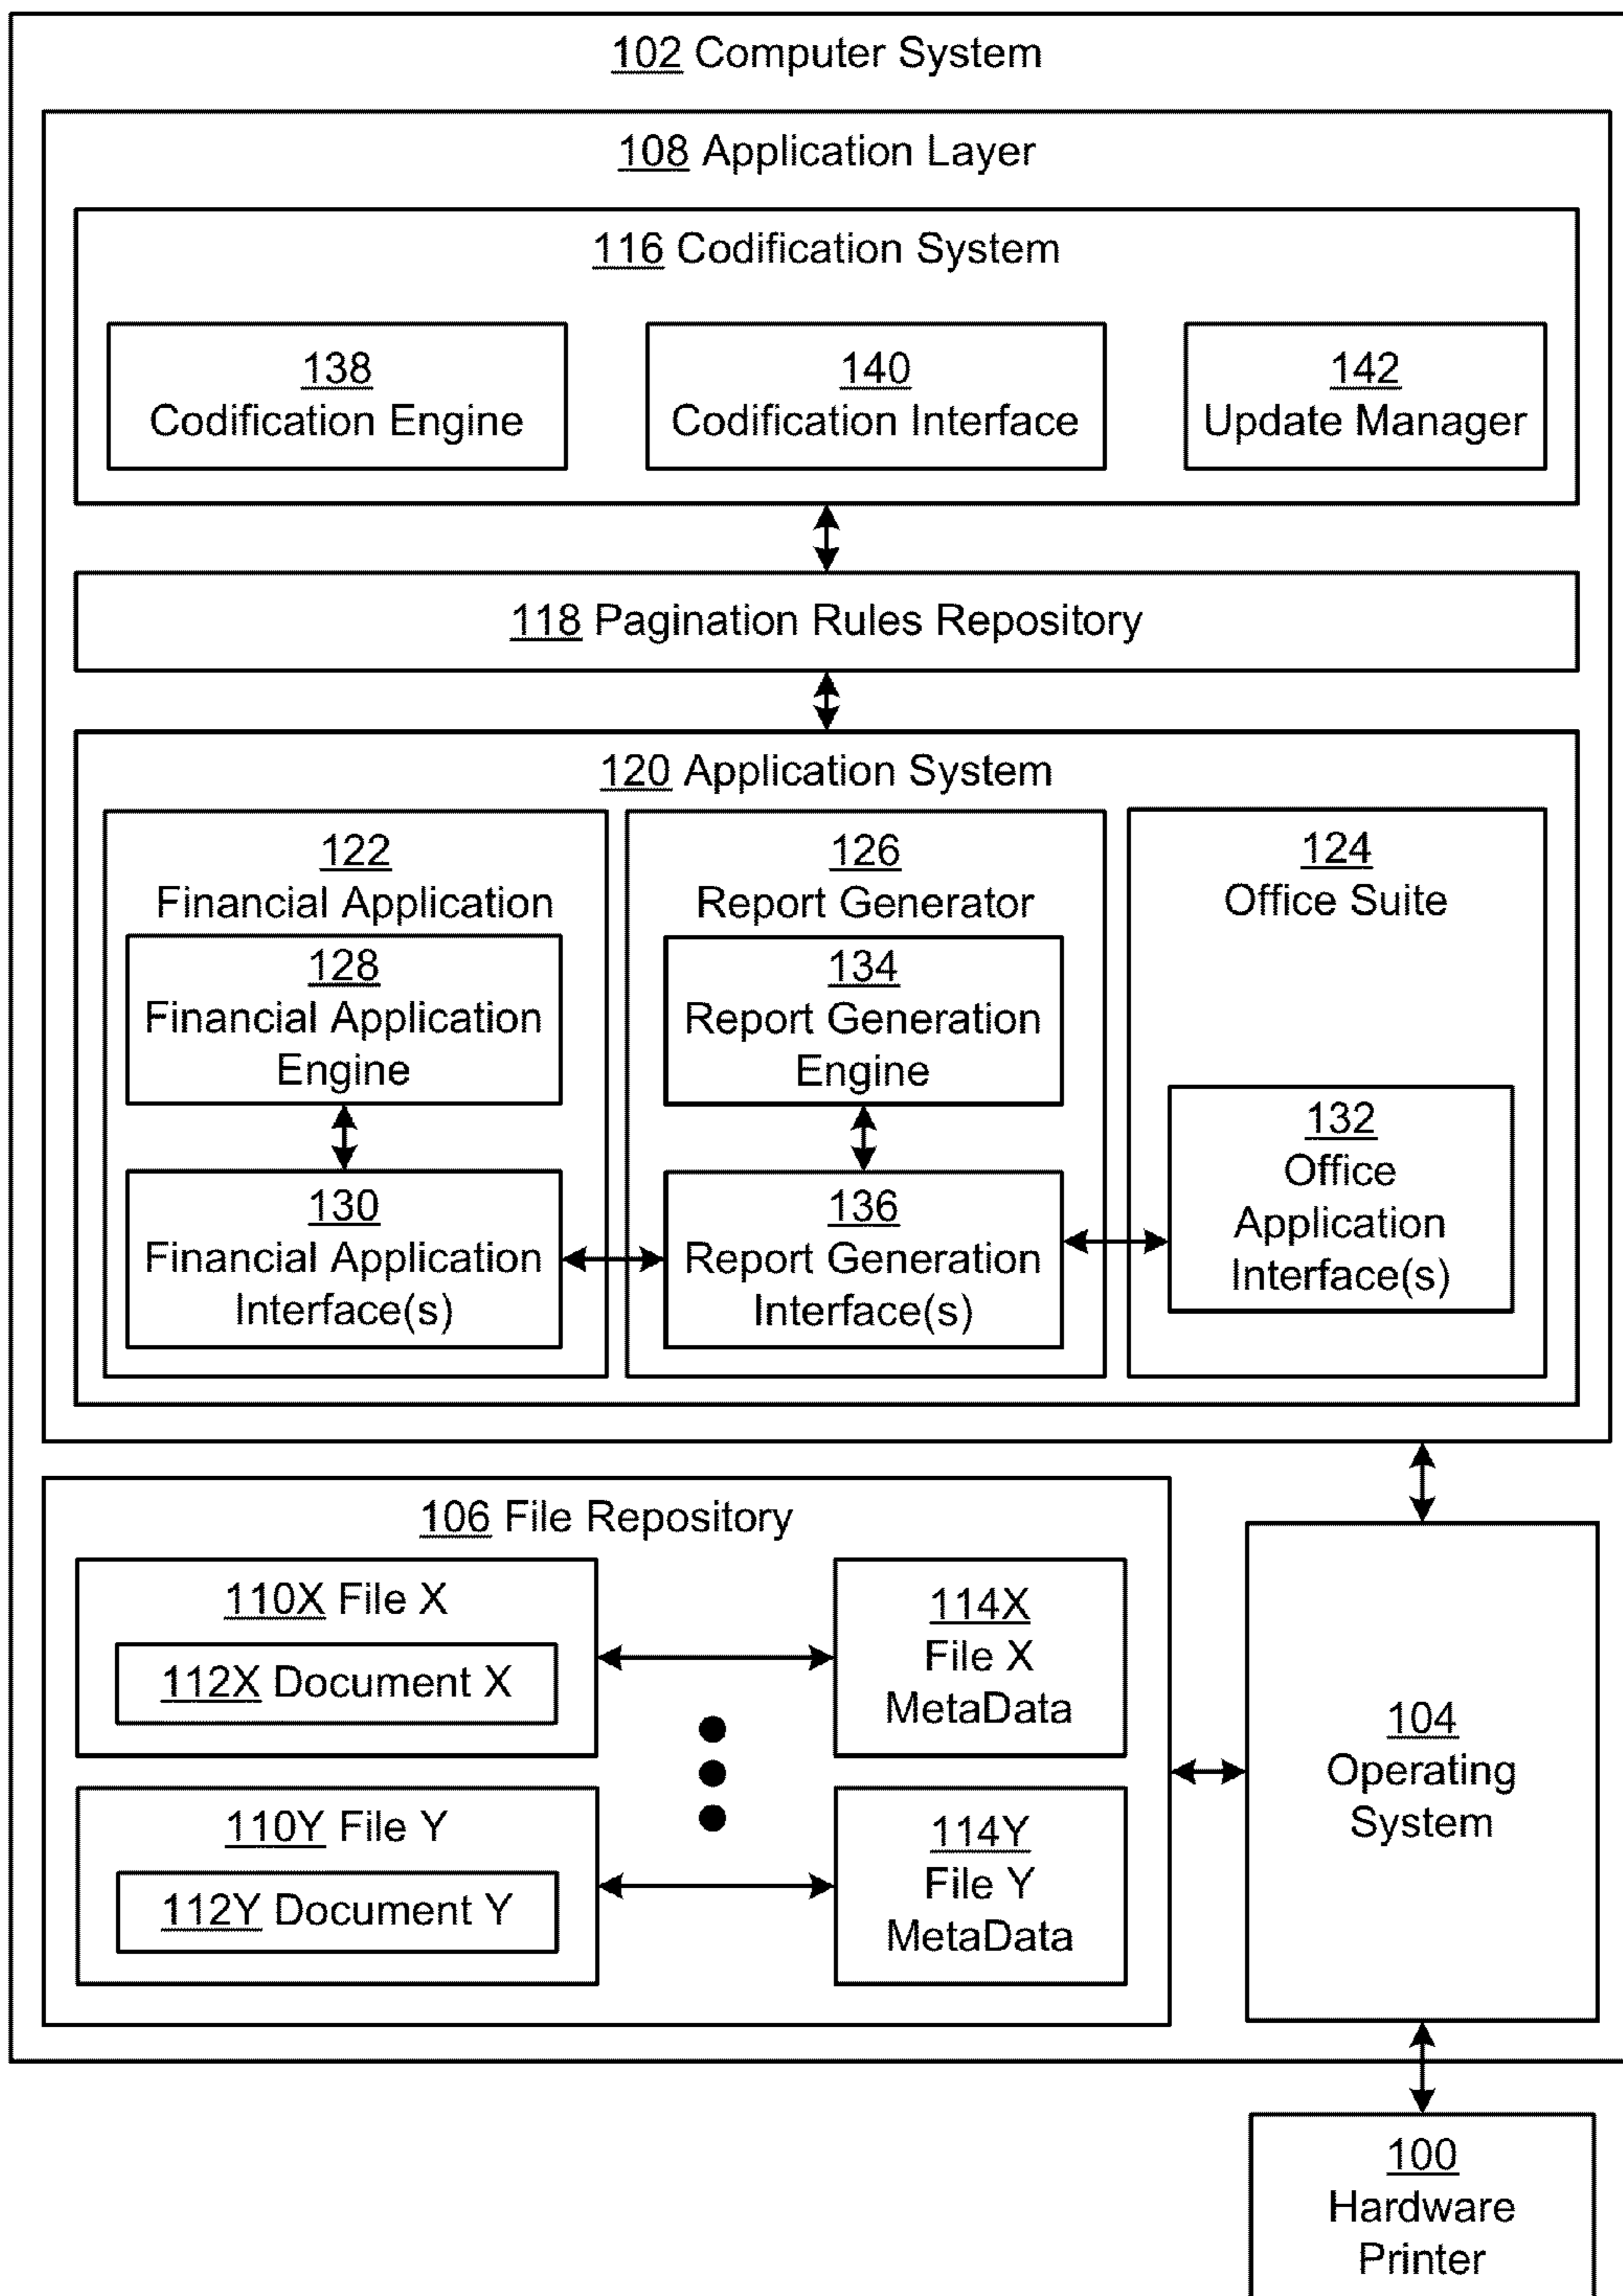 102 Computer System
108 Application Layer
116 Codification System
138
Codification Engine
140
Codification Interface
142
Update Manager
118 Pagination Rules Repository
120 Application System
122
Financial Application
128
Financial Application
Engine
130
Financial Application
Interface(s)
126
Report Generator
134
Report Generation
Engine
136
Report Generation
Interface(s)
124
Office Suite
132
Office
Application
Interface(s)
106 File Repository
110X File X
112X Document X
114X
File X
MetaData
110Y File Y
112Y Document Y
114Y
File Y
MetaData
104
Operating
System
100
Hardware
Printer